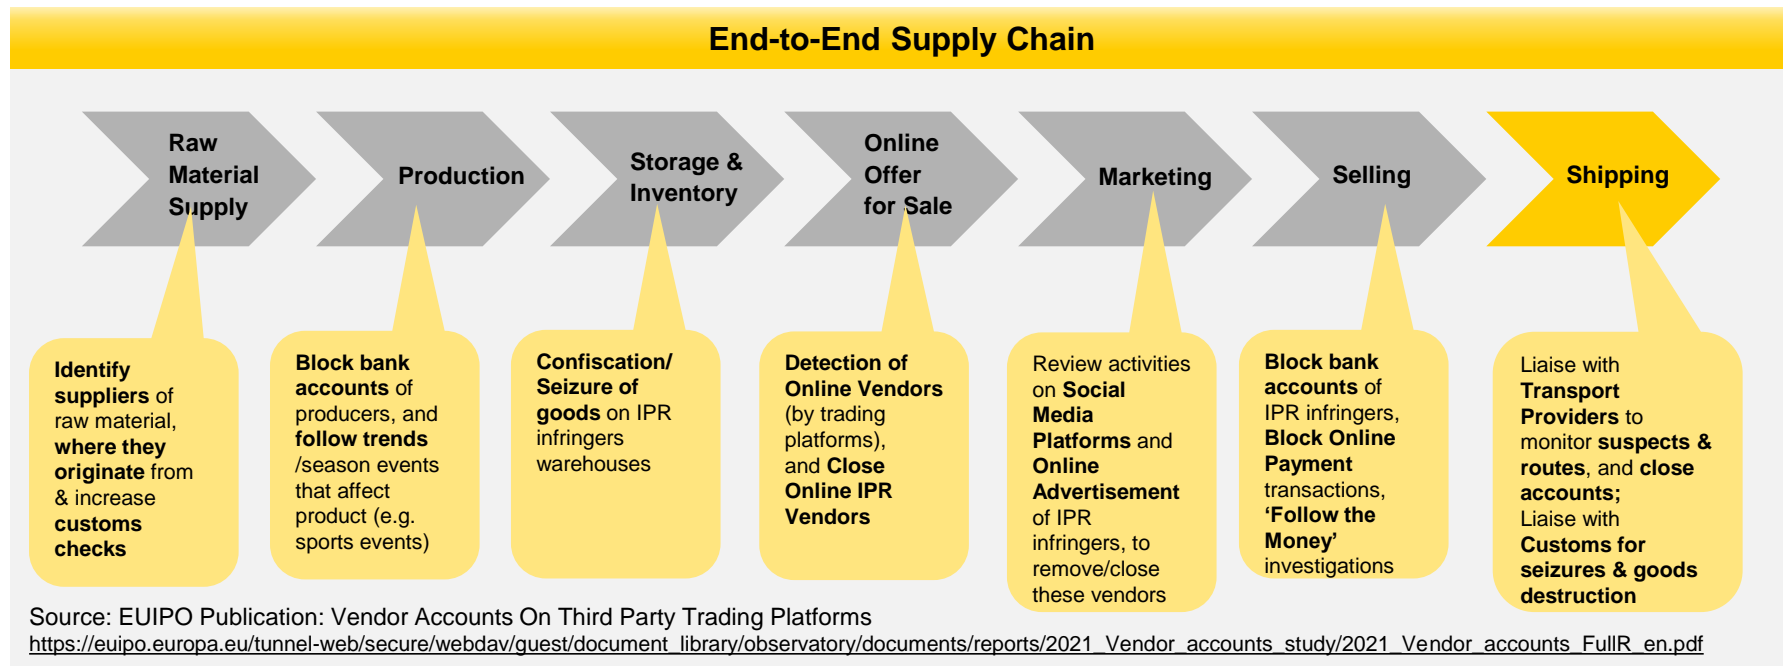 End-to-End Supply Chain
Raw
Material
Supply
Production
Storage &
Inventory
Online
Offer
for Sale
Marketing
Selling
Shipping
Identify
suppliers of
raw material,
where they
originate from
& increase
customs
checks
Block bank
accounts of
producers, and
follow trends
/season events
that affect
product (e.g.
sports events)
Confiscation/
Seizure of
goods on IPR
infringers
warehouses
Detection of
Online Vendors
(by trading
platforms),
and Close
Online IPR
Vendors
Review activities
on Social
Media
Platforms and
Online
Advertisement
of IPR
infringers, to
remove/close
these vendors
Block bank
accounts of
IPR infringers,
Block Online
Payment
transactions,
‘Follow the
Money’
investigations
Liaise with
Transport
Providers to
monitor suspects &
routes, and close
accounts;
Liaise with
Customs for
seizures & goods
destruction
Source: EUIPO Publication: Vendor Accounts On Third Party Trading Platforms
https://euipo.europa.eu/tunnel-web/secure/webdav/guest/document_library/observatory/documents/reports/2021_Vendor_accounts_study/2021_Vendor_accounts_FullR_en.pdf